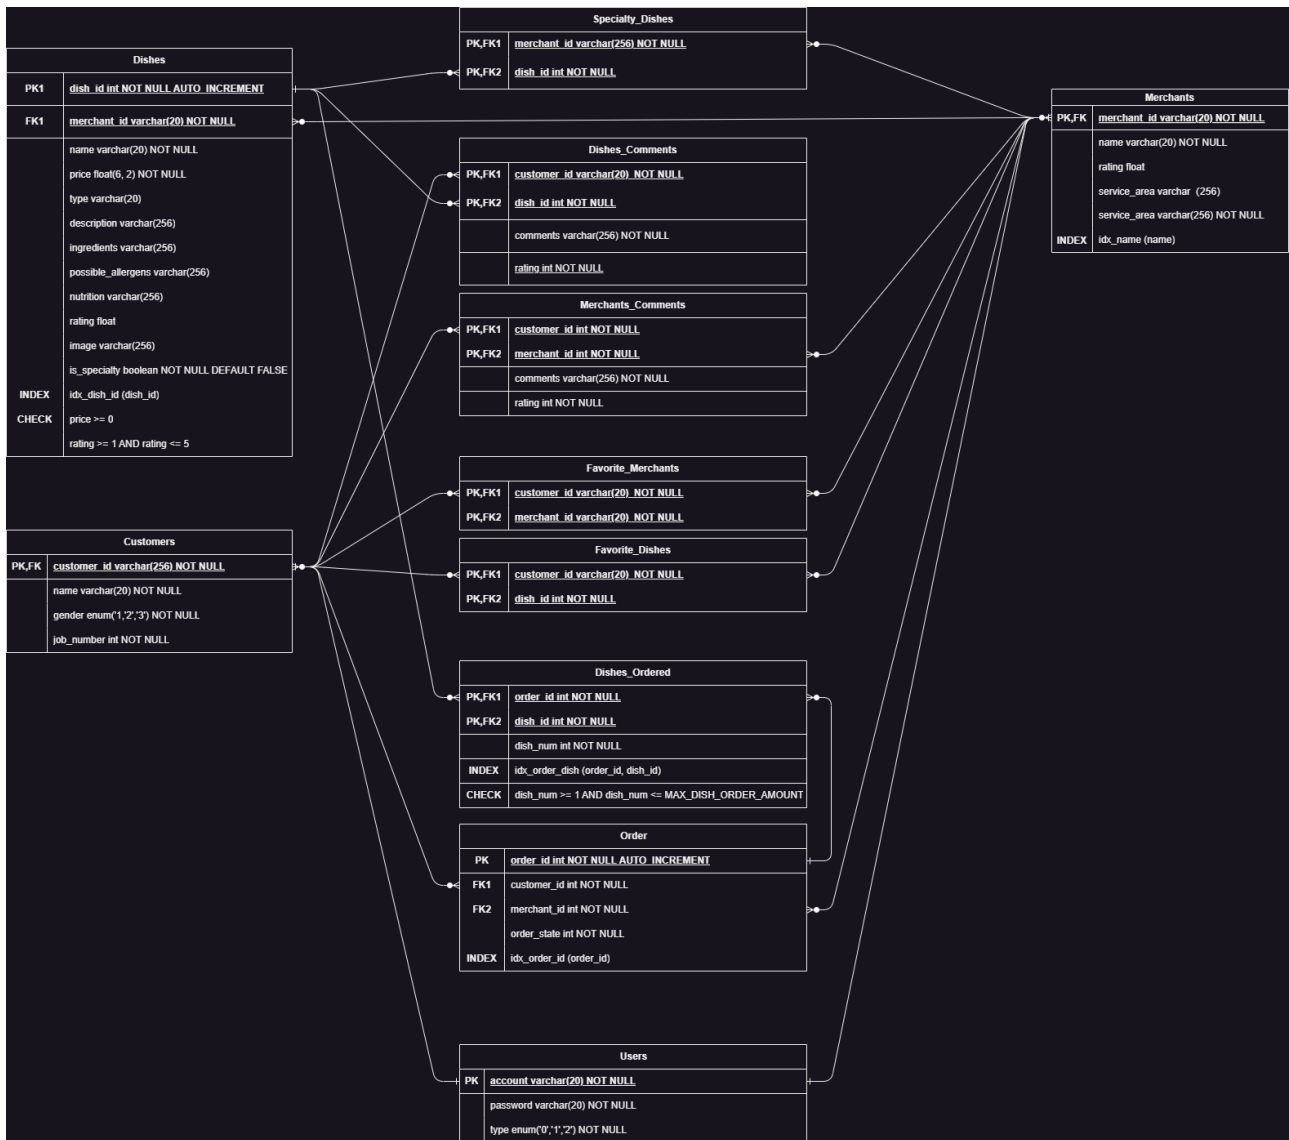 Specialty_Dishes
PK,FK1 merchant_id varchar(256) NOT NULL
PK,FK2 dish_id int NOT NULL
Dishes
PK1 dish_id int NOT NULL AUTO_INCREMENT
FK1 merchant_id varchar(20) NOT NULL
name varchar(20) NOT NULL
price float(6, 2) NOT NULL
type varchar(20)
description varchar(256)
ingredients varchar(256)
possible_allergens varchar(256)
nutrition varchar(256)
rating float
image varchar(256)
is_specialty boolean NOT NULL DEFAULT FALSE
INDEX idx_dish_id (dish_id)
CHECK price >= 0
rating >= 1 AND rating <= 5
Merchants
PK,FK merchant_id varchar(20) NOT NULL
name varchar(20) NOT NULL
rating float
service_area varchar (256)
service_area varchar(256) NOT NULL
INDEX idx_name (name)
Dishes_Comments
PK,FK1 customer_id varchar(20) NOT NULL
PK,FK2 dish_id int NOT NULL
comments varchar(256) NOT NULL
rating int NOT NULL
Merchants_Comments
PK,FK1 customer_id int NOT NULL
PK,FK2 merchant_id int NOT NULL
comments varchar(256) NOT NULL
rating int NOT NULL
Favorite_Merchants
PK,FK1 customer_id varchar(20) NOT NULL
PK,FK2 merchant_id varchar(20) NOT NULL
Customers
PK,FK customer_id varchar(256) NOT NULL
name varchar(20) NOT NULL
gender enum('1,'2','3') NOT NULL
job_number int NOT NULL
Favorite_Dishes
PK,FK1 customer_id varchar(20) NOT NULL
PK,FK2 dish_id int NOT NULL
Dishes_Ordered
PK,FK1 order_id int NOT NULL
PK,FK2 dish_id int NOT NULL
dish_num int NOT NULL
INDEX idx_order_dish (order_id, dish_id)
CHECK dish_num >= 1 AND dish_num <= MAX_DISH_ORDER_AMOUNT
Order
PK order_id int NOT NULL AUTO_INCREMENT
FK1 customer_id int NOT NULL
FK2 merchant_id int NOT NULL
order_state int NOT NULL
INDEX idx_order_id (order_id)
Users
PK account varchar(20) NOT NULL
password varchar(20) NOT NULL
type enum('0','1','2') NOT NULL